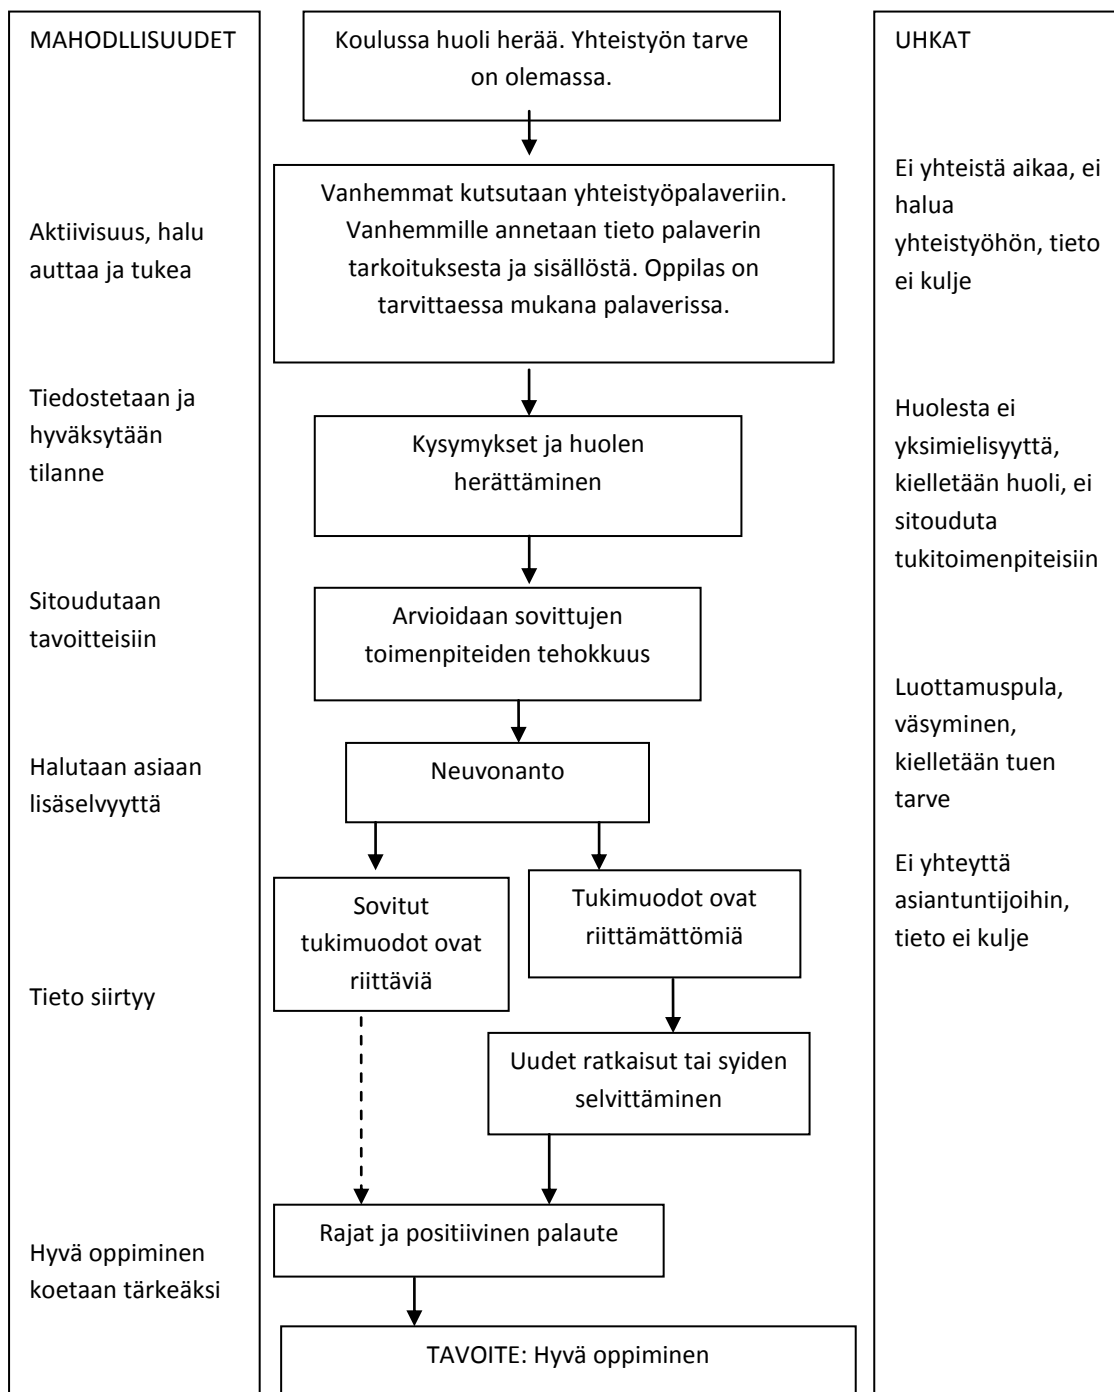 MAHODLLISUUDET
Aktiivisuus, halu
auttaa ja tukea
Tiedostetaan ja
hyväksytään
tilanne
Sitoudutaan
tavoitteisiin
Halutaan asiaan
lisäselvyyttä
Tieto siirtyy
Hyvä oppiminen
koetaan tärkeäksi
Koulussa huoli herää. Yhteistyön tarve
on olemassa.
Vanhemmat kutsutaan yhteistyöpalaveriin.
Vanhemmille annetaan tieto palaverin
tarkoituksesta ja sisällöstä. Oppilas on
tarvittaessa mukana palaverissa.
Kysymykset ja huolen
herättäminen
Arvioidaan sovittujen
toimenpiteiden tehokkuus
Neuvonanto
Sovitut
tukimuodot ovat
riittäviä
Tukimuodot ovat
riittämättömiä
Uudet ratkaisut tai syiden
selvittäminen
Rajat ja positiivinen palaute
TAVOITE: Hyvä oppiminen
UHKAT
Ei yhteistä aikaa, ei
halua
yhteistyöhön, tieto
ei kulje
Huolesta ei
yksimielisyyttä,
kielletään huoli, ei
sitouduta
tukitoimenpiteisiin
Luottamuspula,
väsyminen,
kielletään tuen
tarve
Ei yhteyttä
asiantuntijoihin,
tieto ei kulje